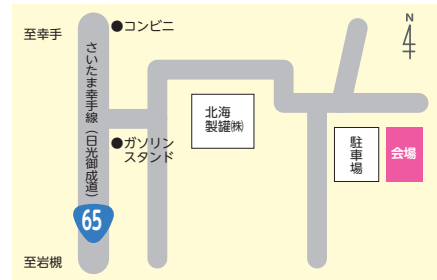 至幸手
●コンビニ
N
さいたま幸手線(日光御成道)
北海
製罐㈱
●ガソリン
スタンド
駐車場
会場
65
至岩槻